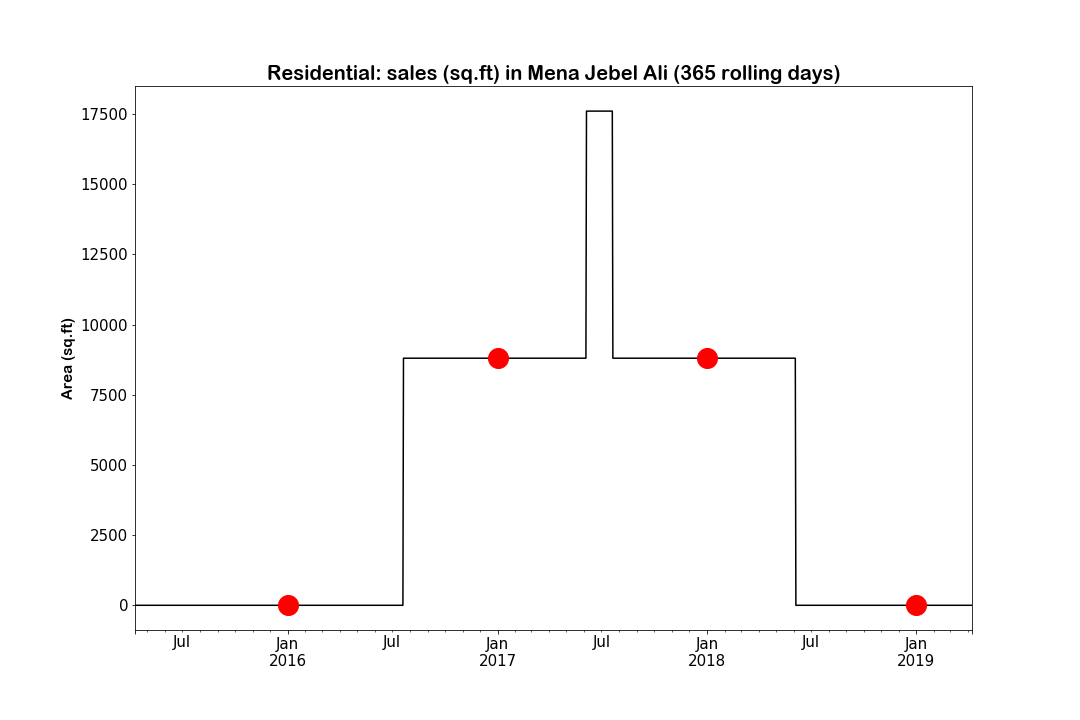 Residential: sales (sq.ft) in Mena Jebel Ali (365 rolling days)
17500
15000
12500
10000
7500
5000
2500
0
Area (sq.ft)
Jul
Jan
2016
Jul
Jan
2017
Jul
Jan
2018
Jul
Jan
2019